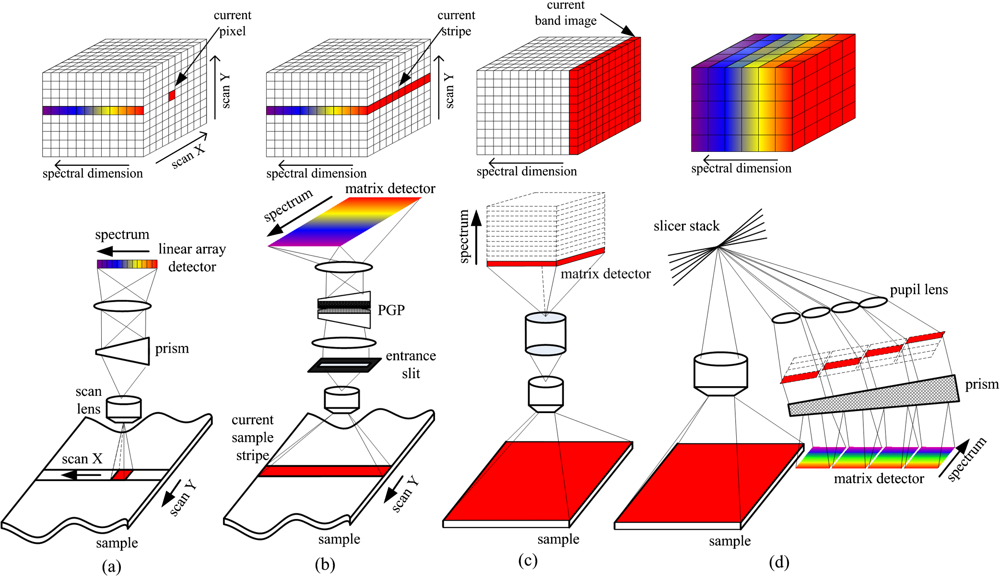 current
pixel
scan Y
scan X
spectral dimension
current
stripe
scan Y
spectral dimension
current
band image
spectral dimension
spectral dimension
spectrum
linear array
detector
prism
scan
lens
scan X
scan Y
sample
(a)
matrix detector
spectrum
PGP
entrance
slit
current
sample
stripe
scan Y
sample
(b)
spectrum
matrix detector
sample
(c)
slicer stack
pupil lens
prism
spectrum
matrix detector
sample
(d)